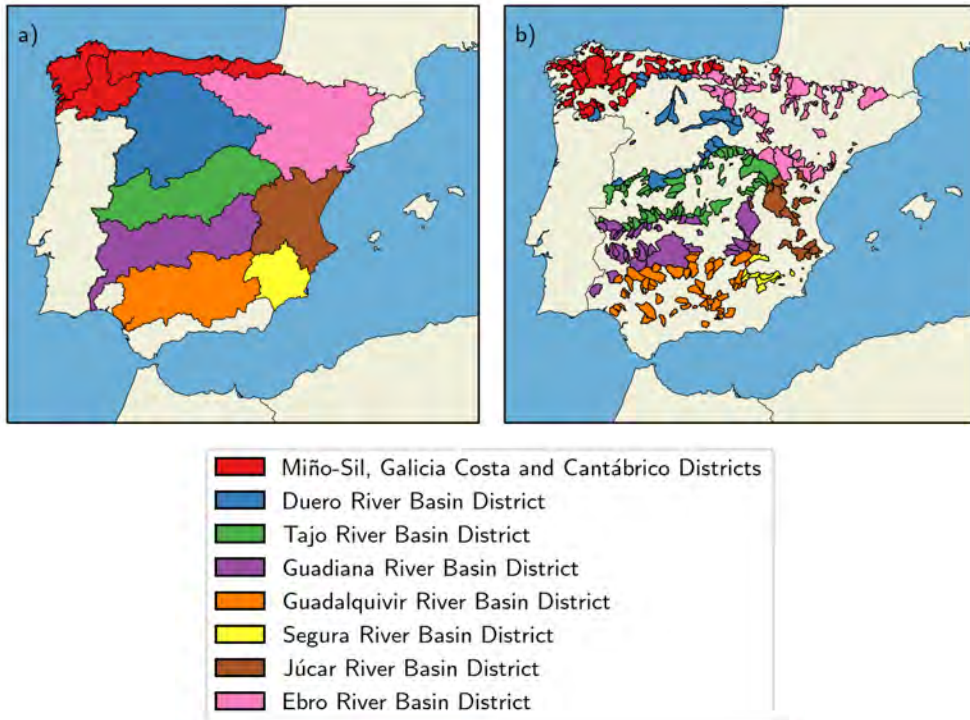 a)
b)
Miño-Sil, Galicia Costa and Cantábrico Districts
Duero River Basin District
Tajo River Basin District
Guadiana River Basin District
Guadalquivir River Basin District
Segura River Basin District
Júcar River Basin District
Ebro River Basin District